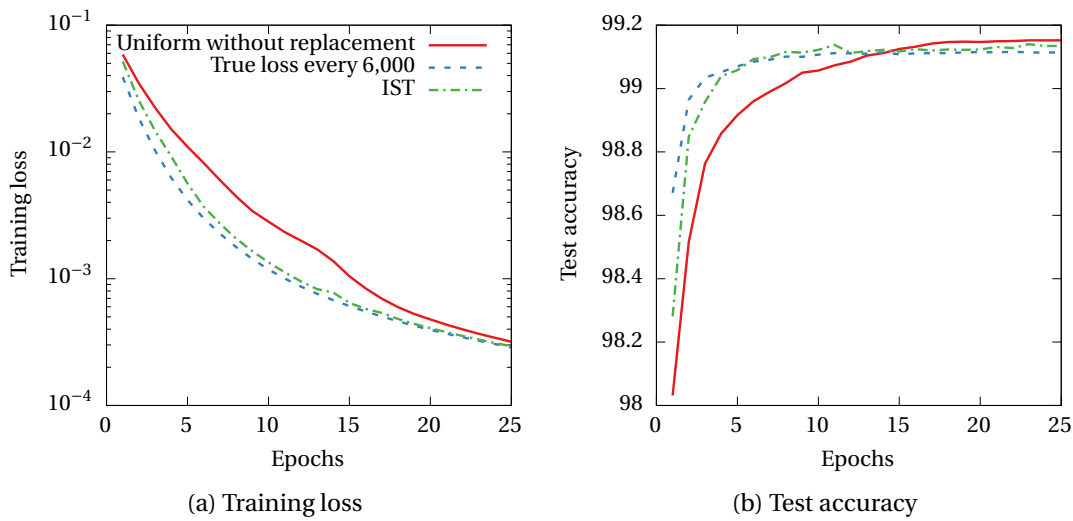 10−1
10−2
10−3
10−4
Training loss
Uniform without replacement
True loss every 6,000
IST
0 5 10 15 20 25
Epochs
(a) Training loss
99.2
99
98.8
98.6
98.4
98.2
98
Test accuracy
0 5 10 15 20 25
Epochs
(b) Test accuracy